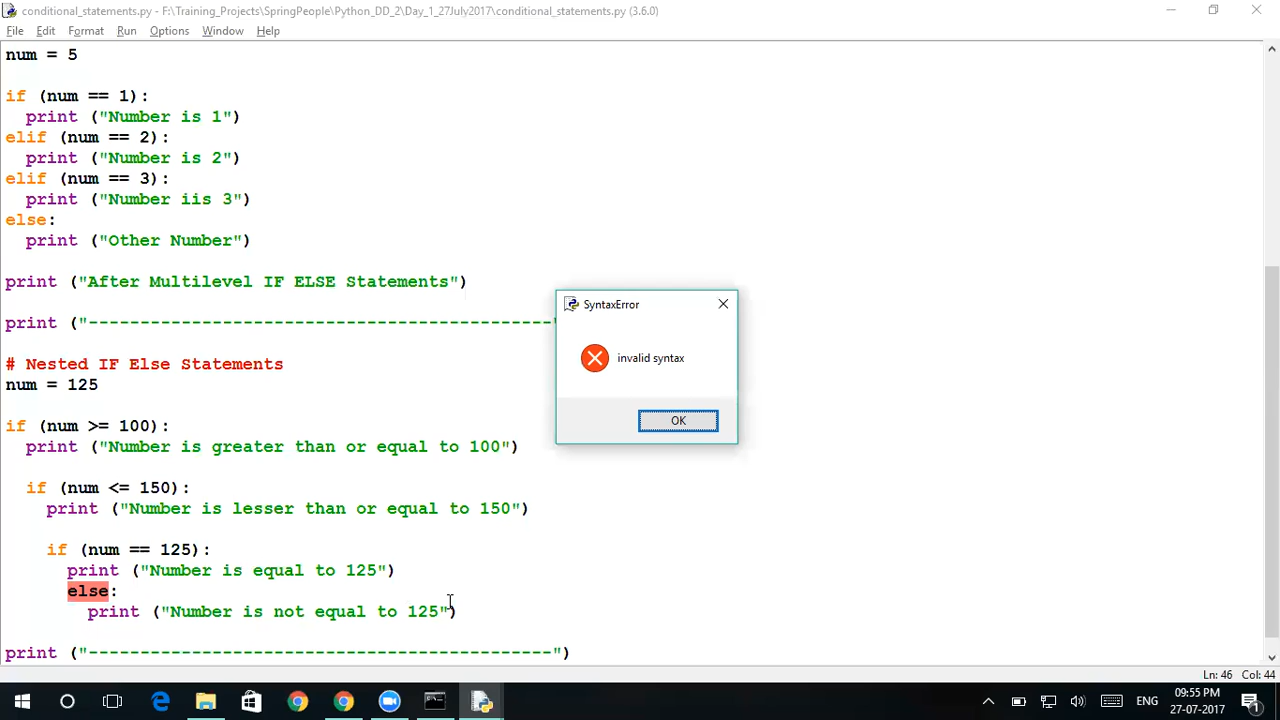 conditional_statements.py - F:\Training_Projects\SpringPeople\Python_DD_2\Day_1_27July2017\conditional_statements.py (3.6.0)
File Edit Format Run Options Window Help
num = 5
if (num == 1):
  print ("Number is 1")
elif (num == 2):
  print ("Number is 2")
elif (num == 3):
  print ("Number iis 3")
else:
  print ("Other Number")
print ("After Multilevel IF ELSE Statements")
print ("---------------------------------------------"
# Nested IF Else Statements
num = 125
if (num >= 100):
  print ("Number is greater than or equal to 100")
  if (num <= 150):
    print ("Number is lesser than or equal to 150")
    if (num == 125):
      print ("Number is equal to 125")
      else:
        print ("Number is not equal to 125")
print ("---------------------------------------------")
SyntaxError
invalid syntax
OK
Ln: 46 Col: 44
ENG
09:55 PM
27-07-2017
1